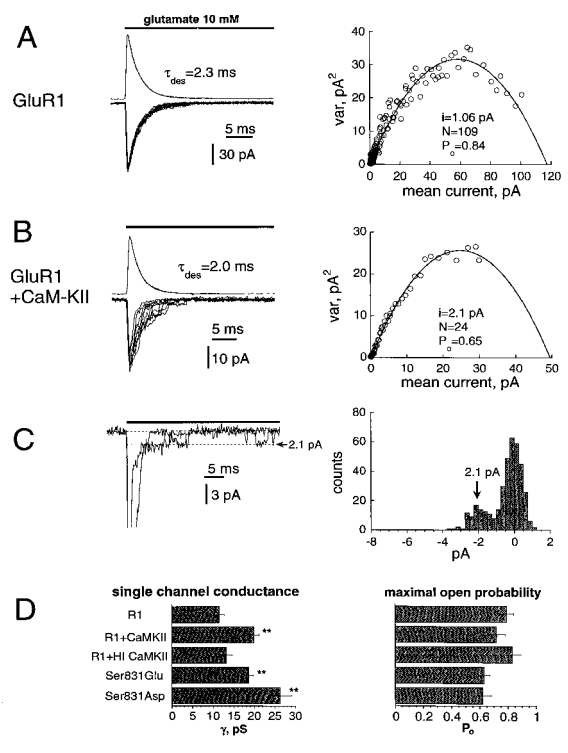 A
GluR1
glutamate 10 mM
τdes=2.3 ms
5 ms
30 pA
var, pA²
40
30
20
10
0
i=1.06 pA
N=109
Po=0.84
0 20 40 60 80 100 120
mean current, pA
B
GluR1
+CaM-KII
τdes=2.0 ms
5 ms
10 pA
var, pA²
30
20
10
0
i=2.1 pA
N=24
Po=0.65
0 10 20 30 40 50
mean current, pA
C
2.1 pA
5 ms
3 pA
counts
80
60
40
20
0
2.1 pA
-8 -6 -4 -2 0 2
pA
D
single channel conductance
R1
R1+CaMKII
**
R1+HI CaMKII
Ser831Glu
**
Ser831Asp
**
0 5 10 15 20 25 30
γ, pS
maximal open probability
0 0.2 0.4 0.6 0.8 1
Po